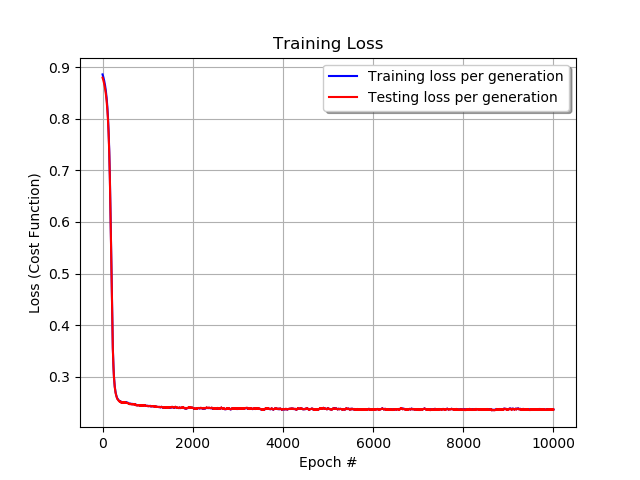 Training Loss
Training loss per generation
Testing loss per generation
0.9
0.8
0.7
0.6
0.5
0.4
0.3
Loss (Cost Function)
0 2000 4000 6000 8000 10000
Epoch #